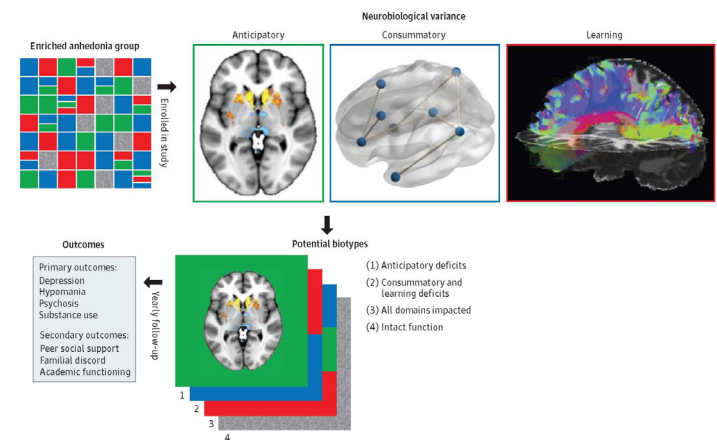 Neurobiological variance
Enriched anhedonia group
Anticipatory
Consummatory
Learning
Enrolled in study
Outcomes
Primary outcomes:
Depression
Hypomania
Psychosis
Substance use
Secondary outcomes:
Peer social support
Familial discord
Academic functioning
Yearly follow-up
Potential biotypes
1
2
3
4
(1) Anticipatory deficits
(2) Consummatory and
learning deficits
(3) All domains impacted
(4) Intact function